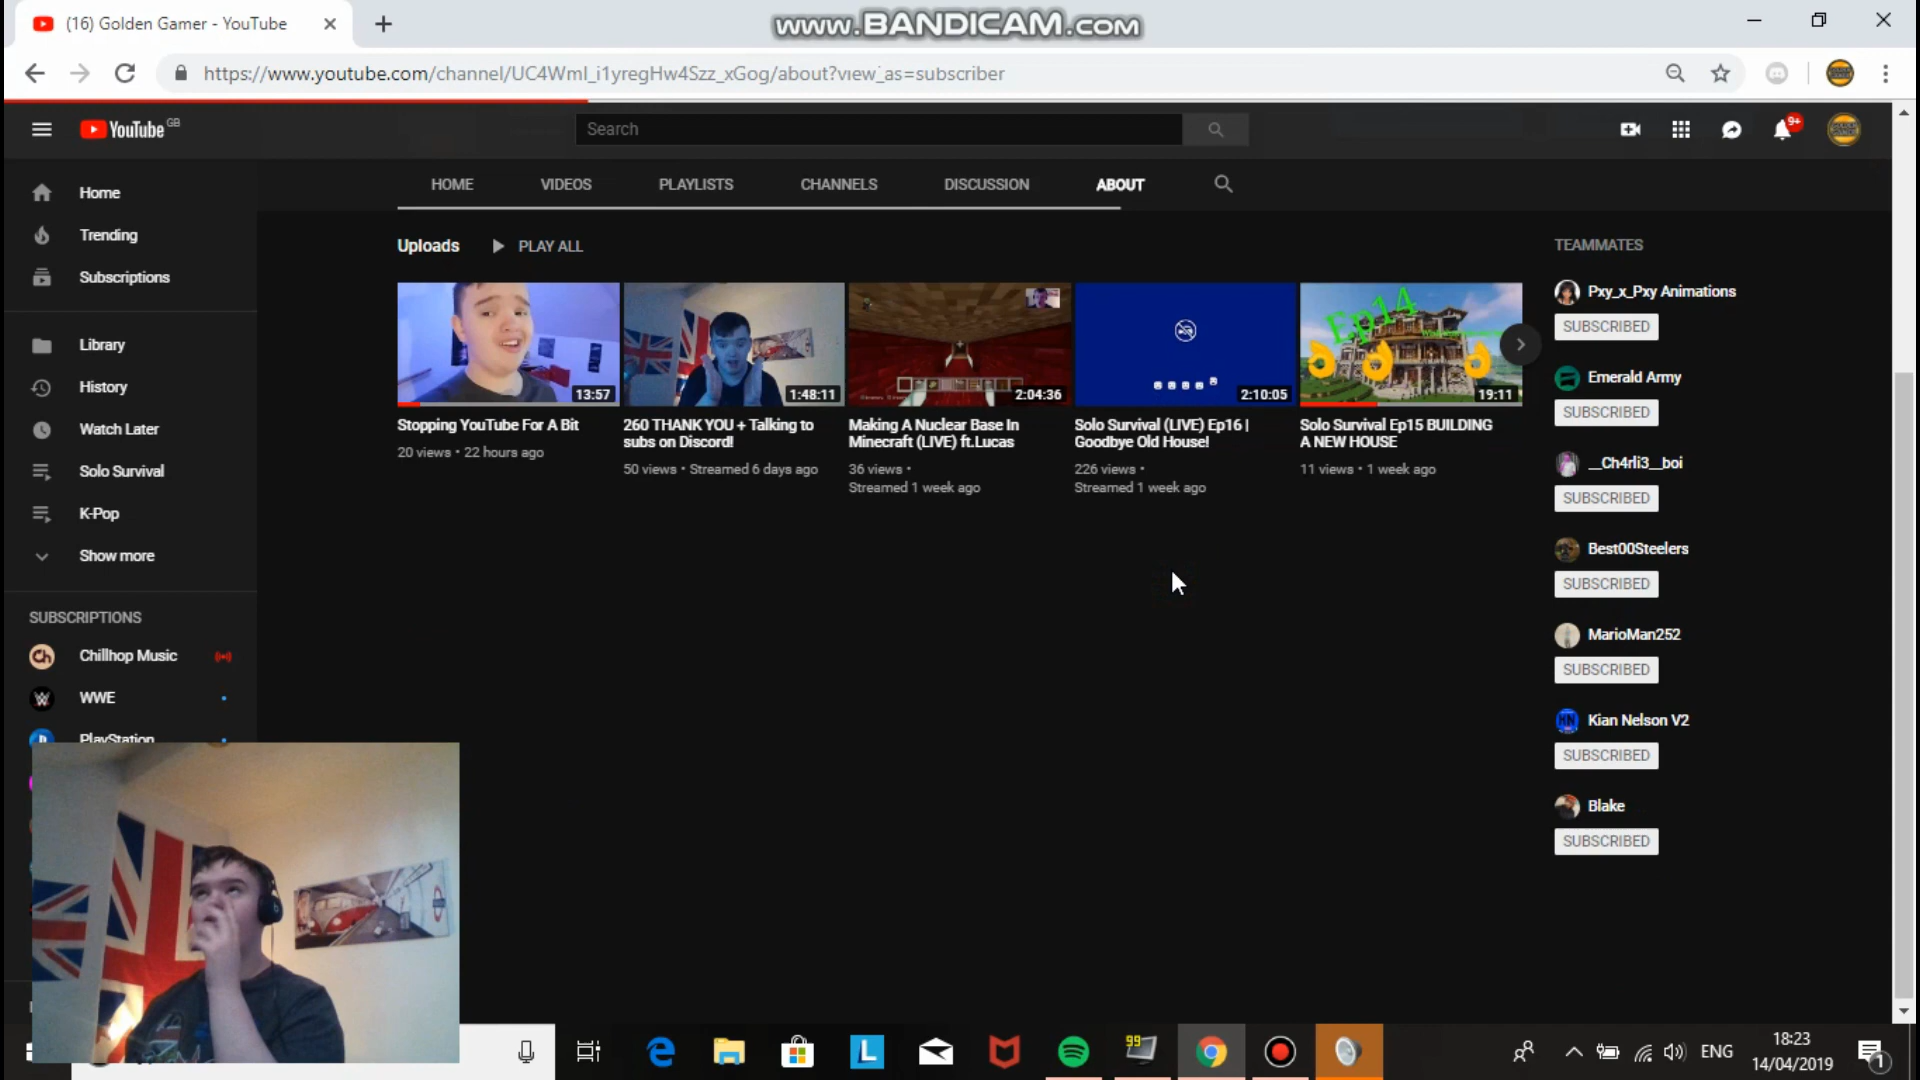 (16) Golden Gamer - YouTube
www.BANDICAM.com
https://www.youtube.com/channel/UC4WmI_i1yregHw4Szz_xGog/about?view_as=subscriber
YouTube GB
Search
9+
HOME VIDEOS PLAYLISTS CHANNELS DISCUSSION ABOUT
Home
Trending
Subscriptions
Library
History
Watch Later
Solo Survival
K-Pop
Show more
SUBSCRIPTIONS
Chillhop Music
WWE
PlayStation
Uploads PLAY ALL
13:57
Stopping YouTube For A Bit
20 views • 22 hours ago
1:48:11
260 THANK YOU + Talking to
subs on Discord!
50 views • Streamed 6 days ago
2:04:36
Making A Nuclear Base In
Minecraft (LIVE) ft.Lucas
36 views •
Streamed 1 week ago
2:10:05
Solo Survival (LIVE) Ep16 |
Goodbye Old House!
226 views •
Streamed 1 week ago
Ep14
19:11
Solo Survival Ep15 BUILDING
A NEW HOUSE
11 views • 1 week ago
TEAMMATES
Pxy_x_Pxy Animations
SUBSCRIBED
Emerald Army
SUBSCRIBED
__Ch4rli3__boi
SUBSCRIBED
Best00Steelers
SUBSCRIBED
MarioMan252
SUBSCRIBED
Kian Nelson V2
SUBSCRIBED
Blake
SUBSCRIBED
99
ENG
18:23
14/04/2019
1